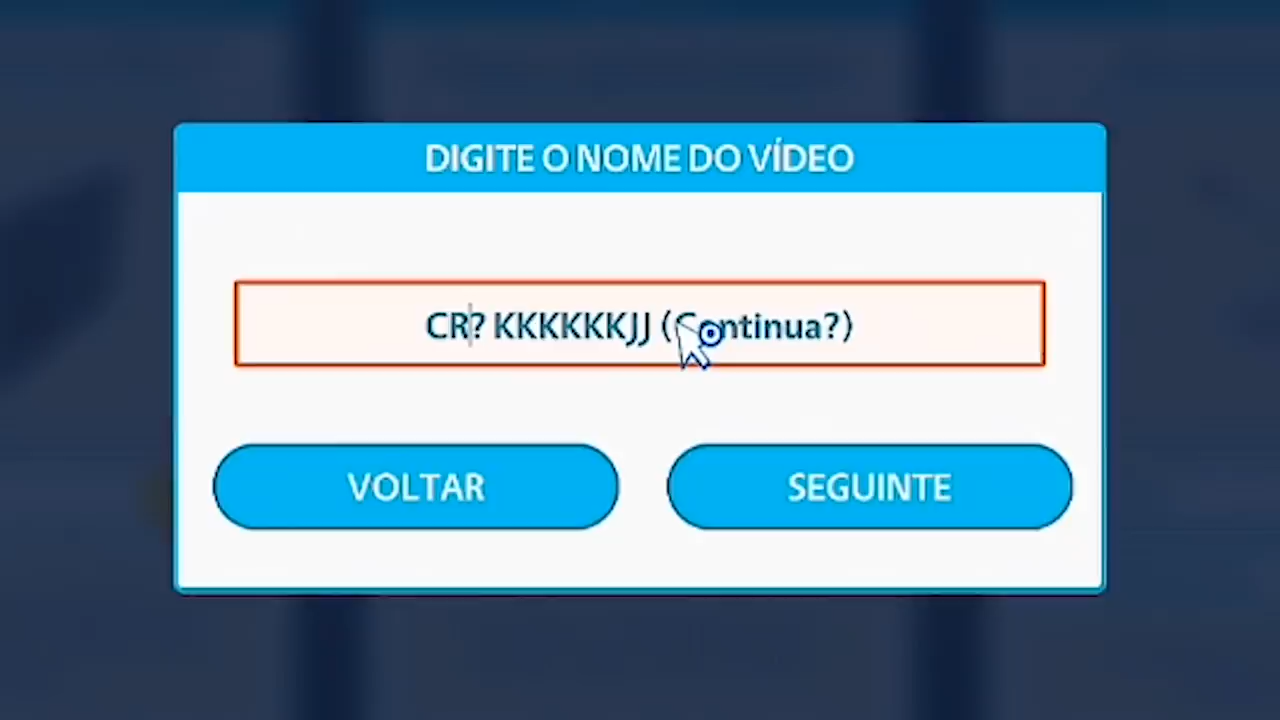 DIGITE O NOME DO VÍDEO
CR? KKKKKKJJ (Continua?)
VOLTAR
SEGUINTE